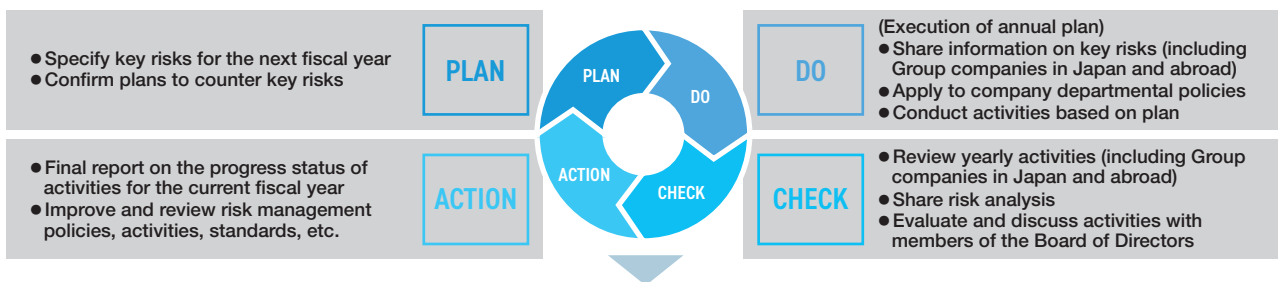 ● Specify key risks for the next fiscal year
● Confirm plans to counter key risks
PLAN
PLAN
DO
ACTION
CHECK
DO
(Execution of annual plan)
● Share information on key risks (including
Group companies in Japan and abroad)
● Apply to company departmental policies
● Conduct activities based on plan
● Final report on the progress status of
activities for the current fiscal year
● Improve and review risk management
policies, activities, standards, etc.
ACTION
CHECK
● Review yearly activities (including Group
companies in Japan and abroad)
● Share risk analysis
● Evaluate and discuss activities with
members of the Board of Directors